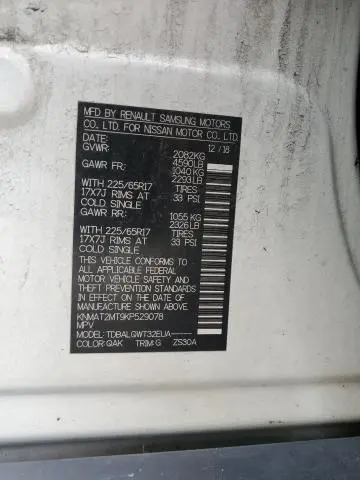 MFD BY RENAULT SAMSUNG MOTORS
CO., LTD. FOR NISSAN MOTOR CO., LTD.
DATE: 12 / 18
GVWR: 2082KG
4590LB
GAWR FR: 1040 KG
2293LB
WITH 225/65R17 TIRES
17X7J RIMS AT 33 PSI
COLD SINGLE
GAWR RR: 1055 KG
2326LB
WITH 225/65R17 TIRES
17X7J RIMS AT 33 PSI
COLD SINGLE
THIS VEHICLE CONFORMS TO ALL
APPLICABLE U.S. FEDERAL
MOTOR VEHICLE SAFETY AND
THEFT PREVENTION STANDARDS
IN EFFECT ON THE DATE OF
MANUFACTURE SHOWN ABOVE.
KNMAT2MT9KP529078
MPV
MODEL: TDBALGWT32EUA------
COLOR: QAK TRIM: G ZS30A